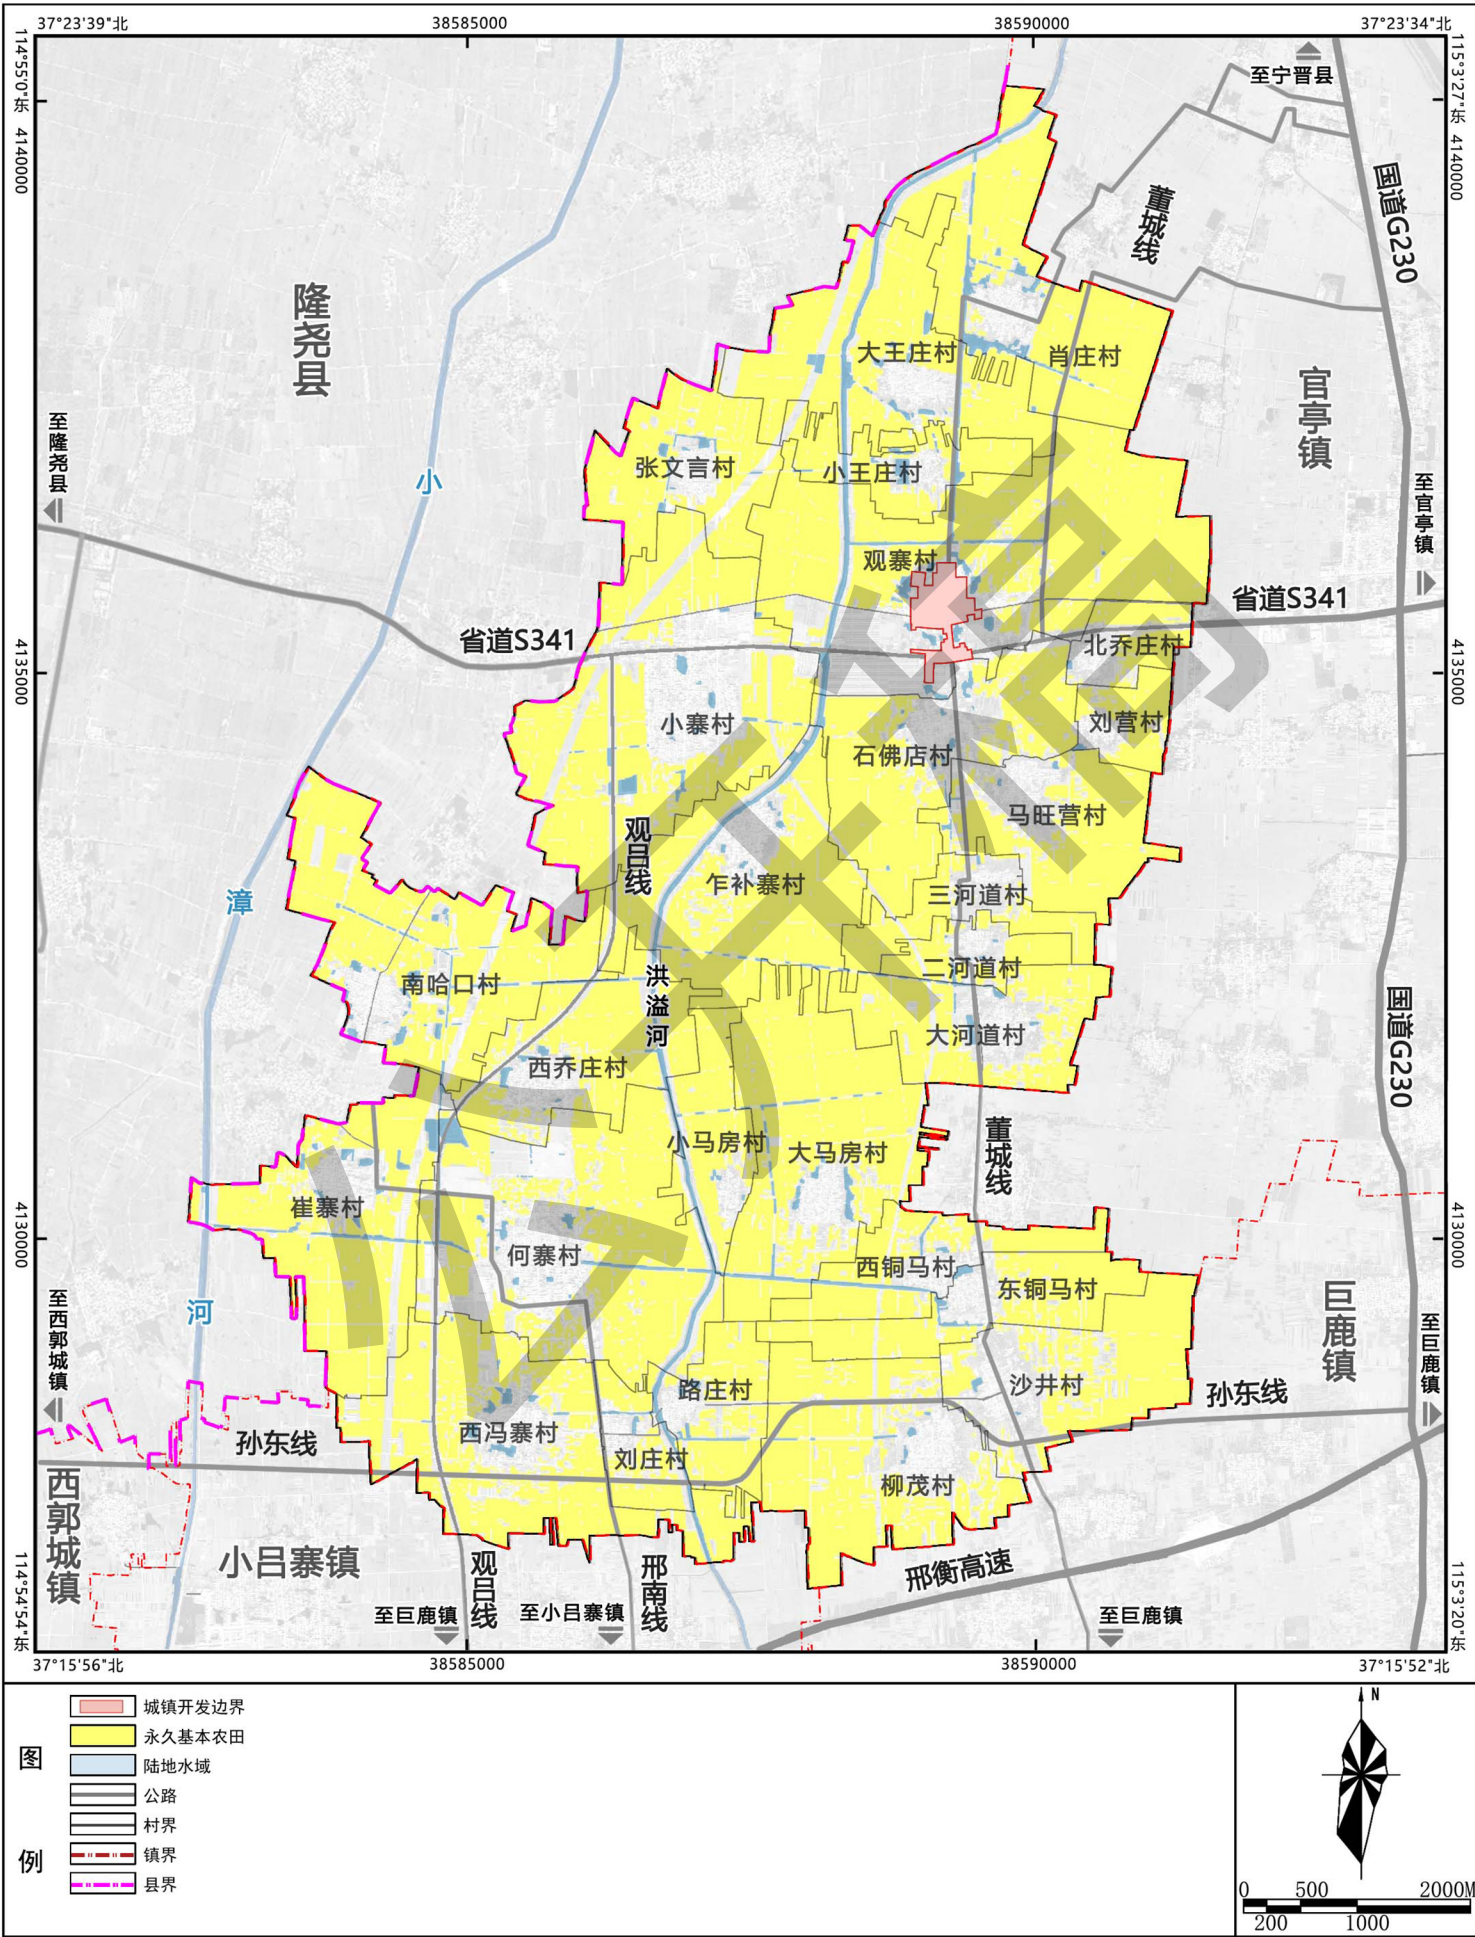 37°23'39"北
38585000
38590000
37°23'34"北
114°55'0"东
4140000
115°3'27"东
4140000
至宁晋县
国道G230
董城线
隆尧县
大王庄村
肖庄村
官亭镇
至隆尧县
张文言村
小王庄村
小
至官亭镇
观寨村
省道S341
省道S341
北乔庄村
4135000
4135000
小寨村
刘营村
石佛店村
马旺营村
观吕线
乍补寨村
三河道村
漳
二河道村
南哈口村
洪溢河
大河道村
国道G230
西乔庄村
小马房村
大马房村
董城线
崔寨村
4130000
4130000
何寨村
西铜马村
东铜马村
河
至西郭城镇
巨鹿镇
至巨鹿镇
路庄村
沙井村
孙东线
孙东线
西冯寨村
刘庄村
柳茂村
西郭城镇
小吕寨镇
观吕线
邢南线
邢衡高速
至巨鹿镇
至小吕寨镇
至巨鹿镇
114°54'54"东
115°3'20"东
37°15'56"北
38585000
38590000
37°15'52"北
公开稿
图例
城镇开发边界
永久基本农田
陆地水域
公路
村界
镇界
县界
N
0 500 2000M
200 1000